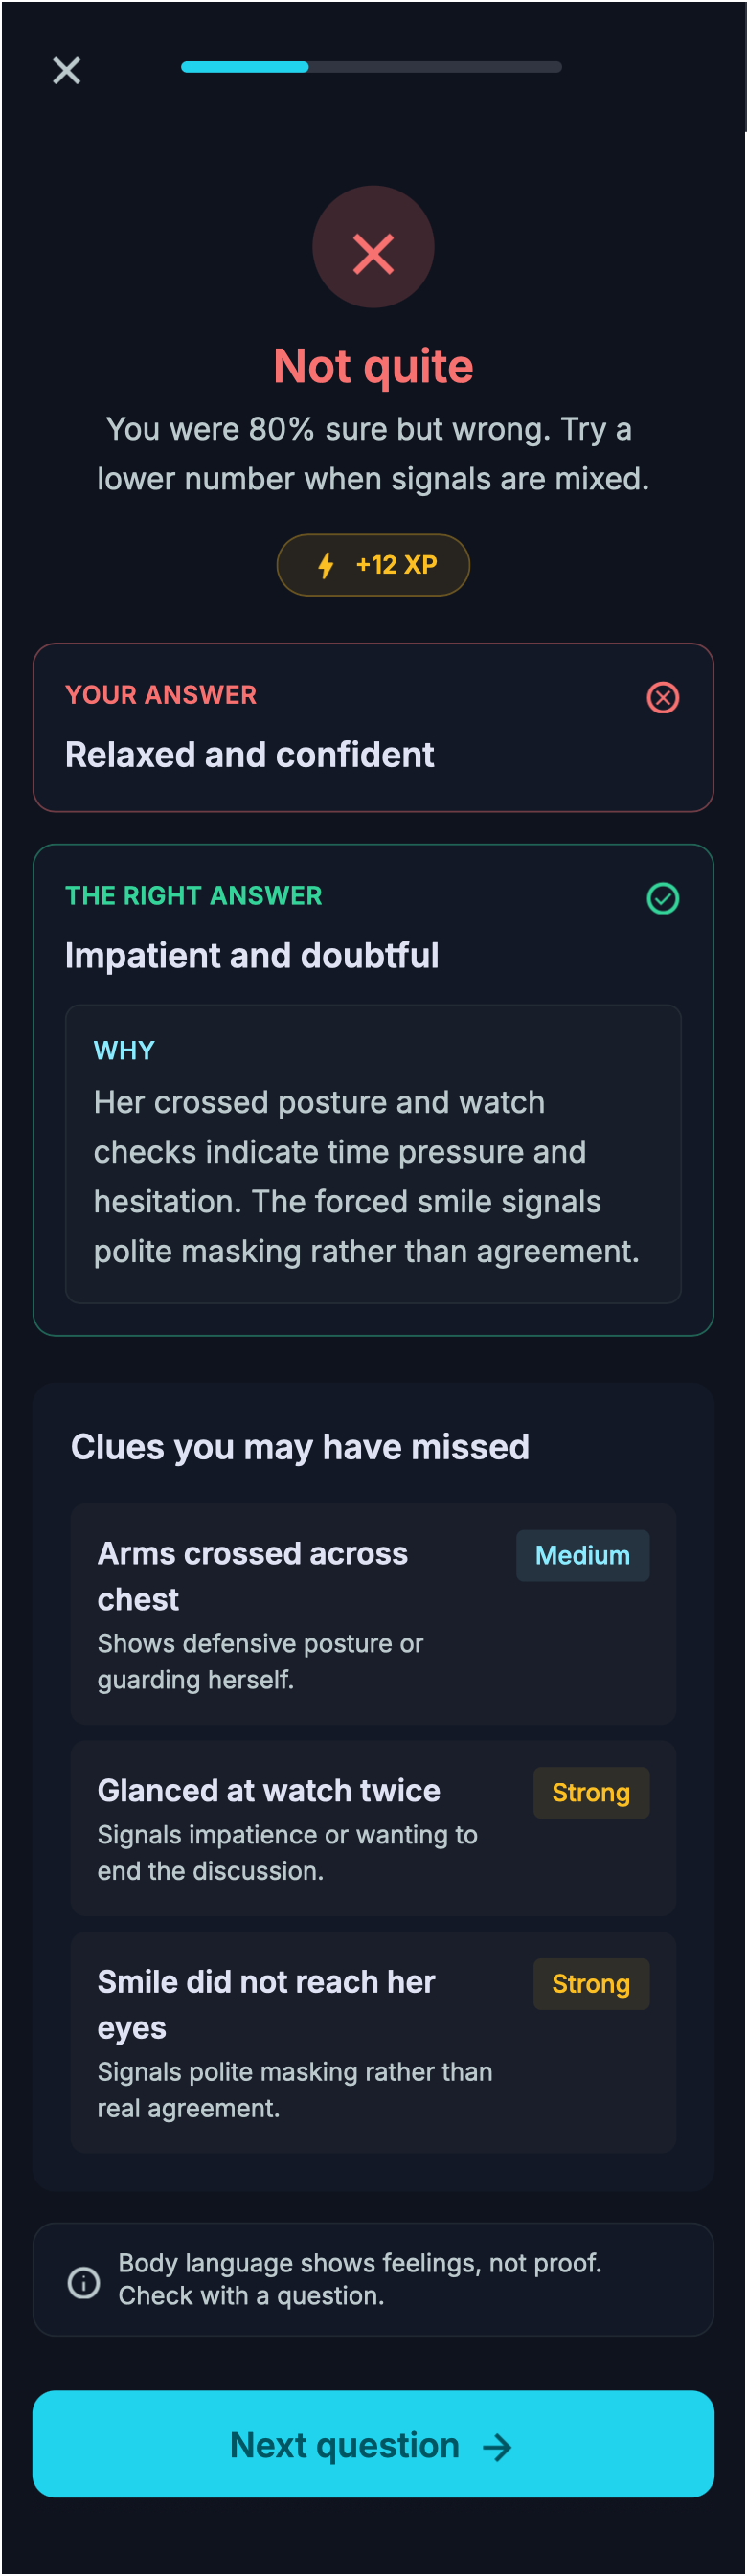 Not quite
You were 80% sure but wrong. Try a
lower number when signals are mixed.
+12 XP
YOUR ANSWER
Relaxed and confident
THE RIGHT ANSWER
Impatient and doubtful
WHY
Her crossed posture and watch
checks indicate time pressure and
hesitation. The forced smile signals
polite masking rather than agreement.
Clues you may have missed
Arms crossed across
chest
Medium
Shows defensive posture or
guarding herself.
Glanced at watch twice
Strong
Signals impatience or wanting to
end the discussion.
Smile did not reach her
eyes
Strong
Signals polite masking rather than
real agreement.
Body language shows feelings, not proof.
Check with a question.
Next question